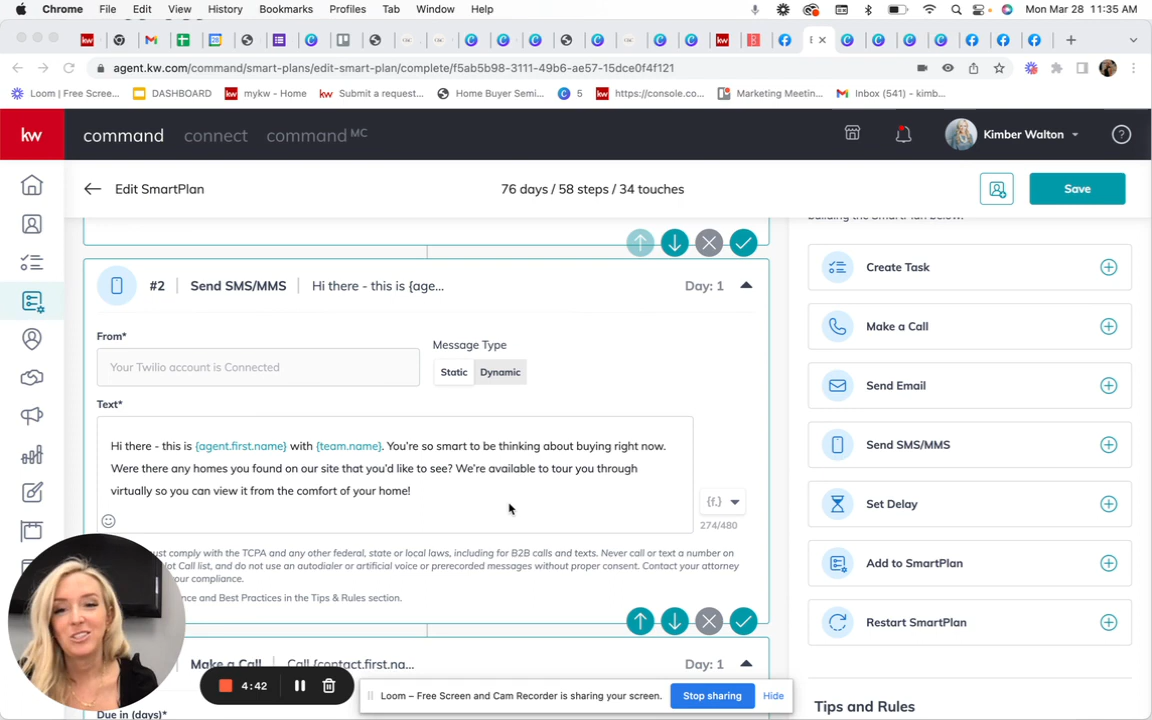 Chrome File Edit View History Bookmarks Profiles Tab Window Help Mon Mar 28 11:35 AM
agent.kw.com/command/smart-plans/edit-smart-plan/complete/f5ab5b98-3111-49b6-ae57-15dce0f4f121
Loom | Free Scree... DASHBOARD mykw - Home Submit a request... Home Buyer Semi... 5 https://console.co... Marketing Meetin... Inbox (541) - kimb...
kw command connect command MC Kimber Walton
Edit SmartPlan 76 days / 58 steps / 34 touches Save
building the SmartPlan below.
#2 Send SMS/MMS Hi there - this is {age... Day: 1
Create Task
From*
Message Type
Make a Call
Your Twilio account is Connected
Static Dynamic
Send Email
Text*
Hi there - this is {agent.first.name} with {team.name}. You're so smart to be thinking about buying right now.
Were there any homes you found on our site that you'd like to see? We're available to tour you through
virtually so you can view it from the comfort of your home!
Send SMS/MMS
{f.}
274/480
Set Delay
must comply with the TCPA and any other federal, state or local laws, including for B2B calls and texts. Never call or text a number on
Call list, and do not use an autodialer or artificial voice or prerecorded messages without proper consent. Contact your attorney
your compliance.
Add to SmartPlan
and Best Practices in the Tips & Rules section.
Restart SmartPlan
Make a Call Call {contact.first.na... Day: 1
4:42
Loom – Free Screen and Cam Recorder is sharing your screen. Stop sharing Hide
Tips and Rules
Due in (days)*